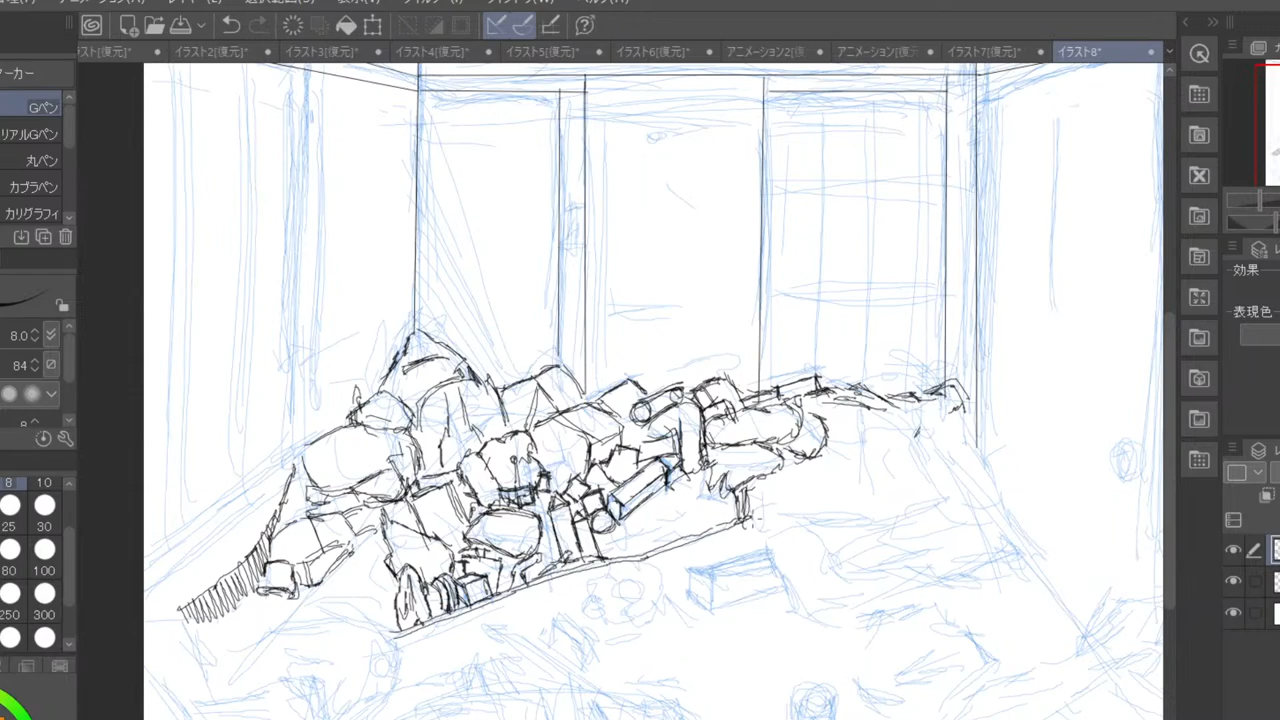 スト[復元]* イラスト2[復元]* イラスト3[復元]* イラスト4[復元]* イラスト5[復元]* イラスト6[復元]* アニメーション2[復 アニメーション[復元 イラスト7[復元]* イラスト8*
ーカー
Gペン
リアルGペン
丸ペン
カブラペン
カリグラフィ
8.0
84
8 10
25 30
80 100
250 300
効果
表現色